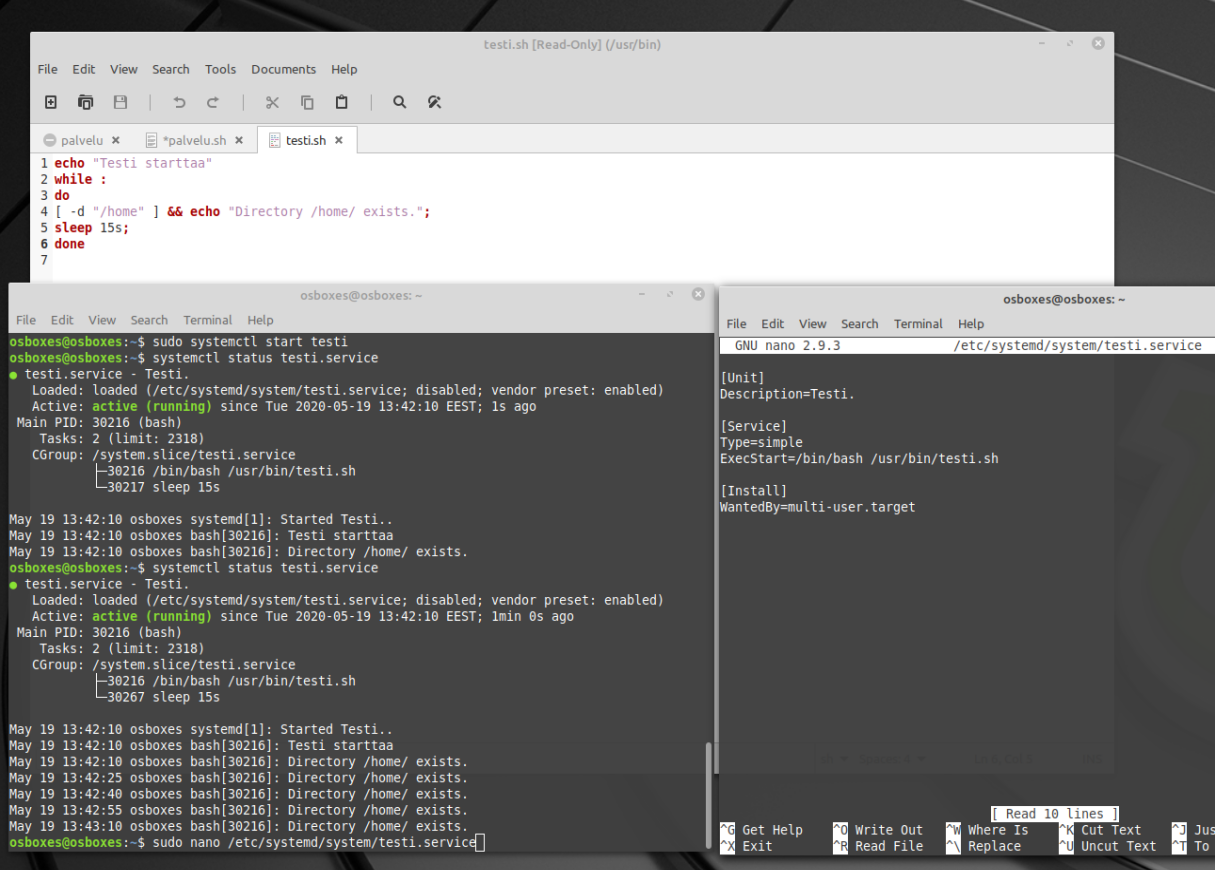 testi.sh [Read-Only] (/usr/bin)
File Edit View Search Tools Documents Help
palvelu *palvelu.sh testi.sh
1 echo "Testi starttaa"
2 while :
3 do
4 [ -d "/home" ] && echo "Directory /home/ exists.";
5 sleep 15s;
6 done
7
osboxes@osboxes: ~
File Edit View Search Terminal Help
osboxes@osboxes:~$ sudo systemctl start testi
osboxes@osboxes:~$ systemctl status testi.service
● testi.service - Testi.
   Loaded: loaded (/etc/systemd/system/testi.service; disabled; vendor preset: enabled)
   Active: active (running) since Tue 2020-05-19 13:42:10 EEST; 1s ago
 Main PID: 30216 (bash)
    Tasks: 2 (limit: 2318)
   CGroup: /system.slice/testi.service
           ├─30216 /bin/bash /usr/bin/testi.sh
           └─30217 sleep 15s
May 19 13:42:10 osboxes systemd[1]: Started Testi..
May 19 13:42:10 osboxes bash[30216]: Testi starttaa
May 19 13:42:10 osboxes bash[30216]: Directory /home/ exists.
osboxes@osboxes:~$ systemctl status testi.service
● testi.service - Testi.
   Loaded: loaded (/etc/systemd/system/testi.service; disabled; vendor preset: enabled)
   Active: active (running) since Tue 2020-05-19 13:42:10 EEST; 1min 0s ago
 Main PID: 30216 (bash)
    Tasks: 2 (limit: 2318)
   CGroup: /system.slice/testi.service
           ├─30216 /bin/bash /usr/bin/testi.sh
           └─30267 sleep 15s
May 19 13:42:10 osboxes systemd[1]: Started Testi..
May 19 13:42:10 osboxes bash[30216]: Testi starttaa
May 19 13:42:10 osboxes bash[30216]: Directory /home/ exists.
May 19 13:42:25 osboxes bash[30216]: Directory /home/ exists.
May 19 13:42:40 osboxes bash[30216]: Directory /home/ exists.
May 19 13:42:55 osboxes bash[30216]: Directory /home/ exists.
May 19 13:43:10 osboxes bash[30216]: Directory /home/ exists.
osboxes@osboxes:~$ sudo nano /etc/systemd/system/testi.service
osboxes@osboxes: ~
File Edit View Search Terminal Help
GNU nano 2.9.3 /etc/systemd/system/testi.service
[Unit]
Description=Testi.
[Service]
Type=simple
ExecStart=/bin/bash /usr/bin/testi.sh
[Install]
WantedBy=multi-user.target
[ Read 10 lines ]
^G Get Help ^O Write Out ^W Where Is ^K Cut Text ^J Jus
^X Exit ^R Read File ^\ Replace ^U Uncut Text ^T To